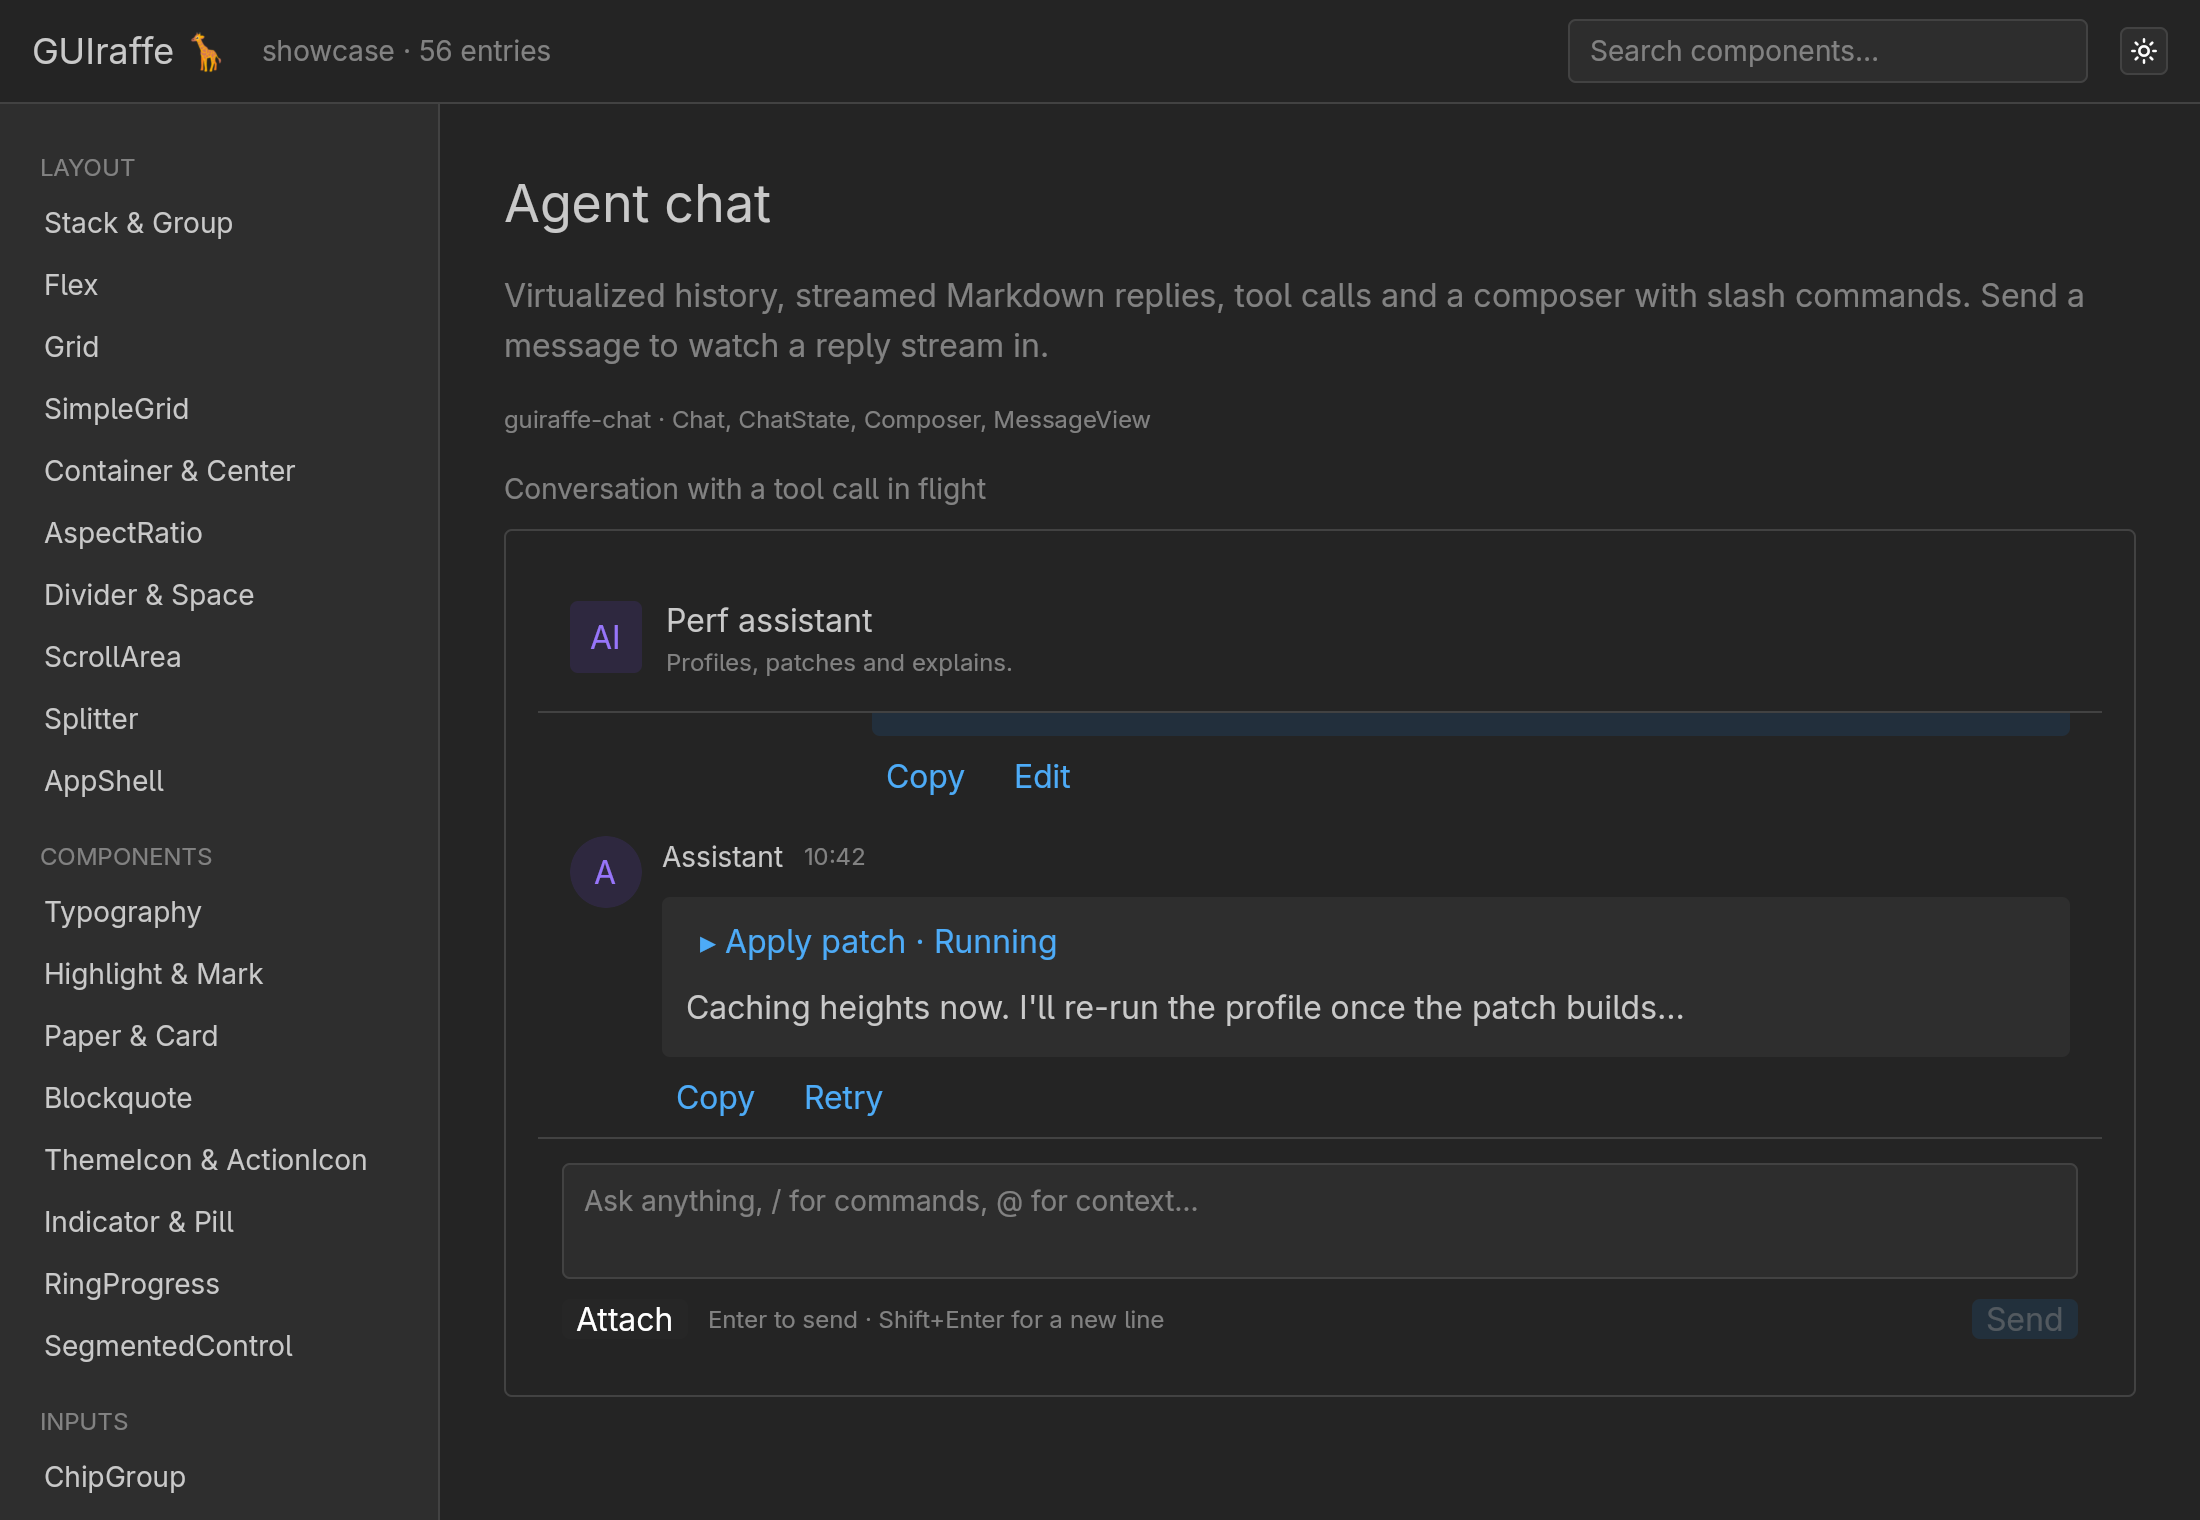 GUIraffe 🦒 showcase · 56 entries
Search components...
LAYOUT
Stack & Group
Flex
Grid
SimpleGrid
Container & Center
AspectRatio
Divider & Space
ScrollArea
Splitter
AppShell
COMPONENTS
Typography
Highlight & Mark
Paper & Card
Blockquote
ThemeIcon & ActionIcon
Indicator & Pill
RingProgress
SegmentedControl
INPUTS
ChipGroup
Agent chat
Virtualized history, streamed Markdown replies, tool calls and a composer with slash commands. Send a
message to watch a reply stream in.
guiraffe-chat · Chat, ChatState, Composer, MessageView
Conversation with a tool call in flight
AI
Perf assistant
Profiles, patches and explains.
Copy Edit
A
Assistant 10:42
▸ Apply patch · Running
Caching heights now. I'll re-run the profile once the patch builds...
Copy Retry
Ask anything, / for commands, @ for context...
Attach Enter to send · Shift+Enter for a new line Send